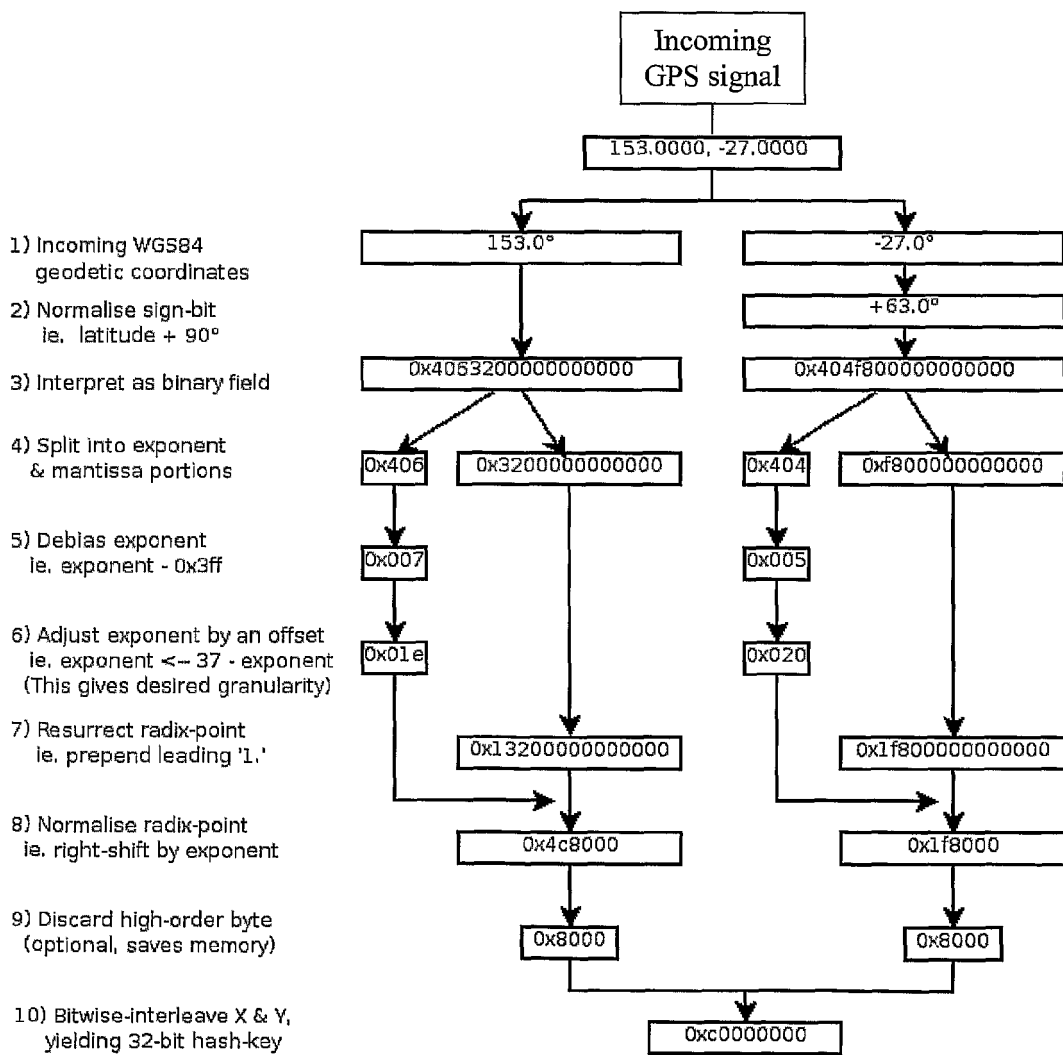 Incoming
GPS signal
153.0000, -27.0000
1) Incoming WGS84
geodetic coordinates
153.0°
-27.0°
2) Normalise sign-bit
ie. latitude + 90°
+63.0°
3) Interpret as binary field
0x4063200000000000
0x404f800000000000
4) Split into exponent
& mantissa portions
0x406
0x3200000000000
0x404
0xf800000000000
5) Debias exponent
ie. exponent - 0x3ff
0x007
0x005
6) Adjust exponent by an offset
ie. exponent <-- 37 - exponent
(This gives desired granularity)
0x01e
0x020
7) Resurrect radix-point
ie. prepend leading '1.'
0x13200000000000
0x1f800000000000
8) Normalise radix-point
ie. right-shift by exponent
0x4c8000
0x1f8000
9) Discard high-order byte
(optional, saves memory)
0x8000
0x8000
10) Bitwise-interleave X & Y,
yielding 32-bit hash-key
0xc0000000